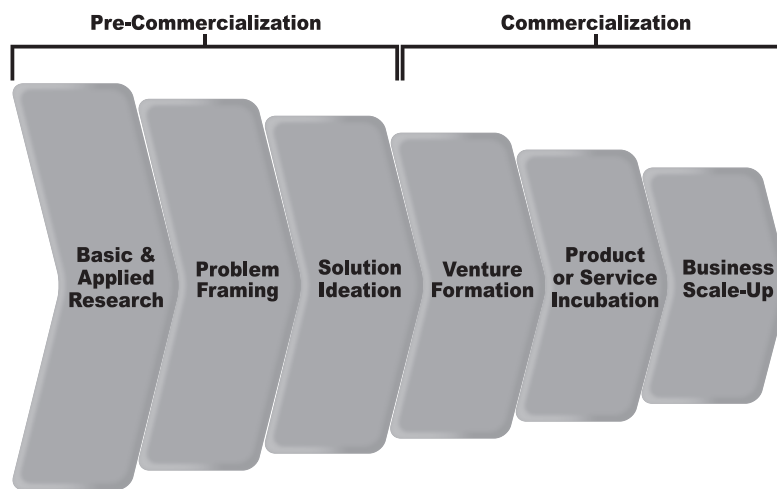 Pre-Commercialization
Commercialization
Basic &
Applied
Research
Problem
Framing
Solution
Ideation
Venture
Formation
Product
or Service
Incubation
Business
Scale-Up